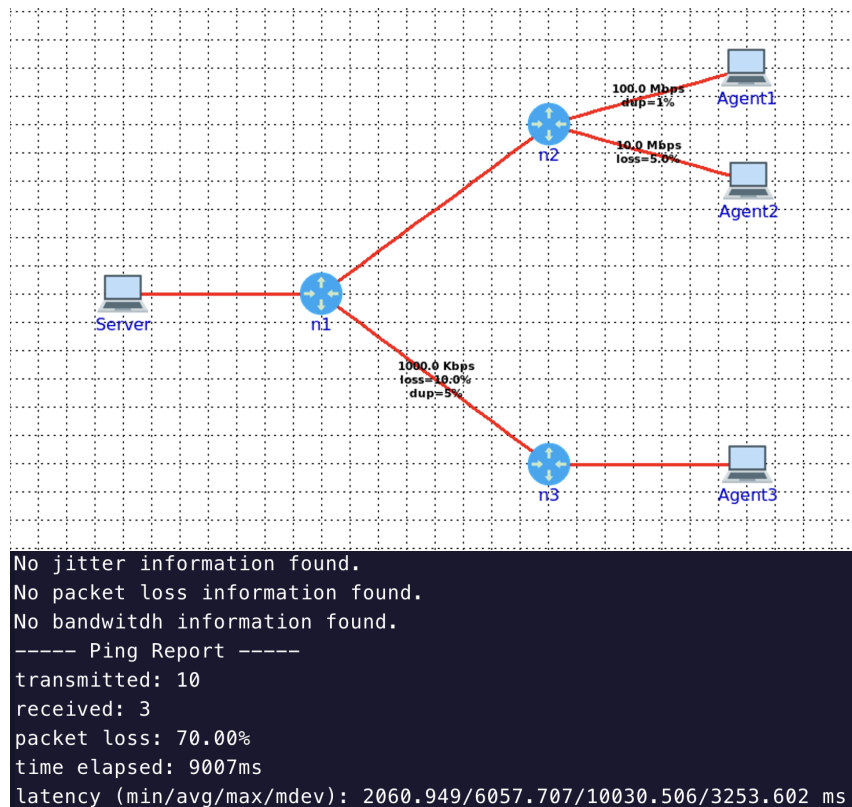 100.0 Mbps
dup=1%
Agent1
n2
10.0 Mbps
loss=5.0%
Agent2
Server
n1
1000.0 Kbps
loss=10.0%
dup=5%
n3
Agent3
No jitter information found.
No packet loss information found.
No bandwitdh information found.
----- Ping Report -----
transmitted: 10
received: 3
packet loss: 70.00%
time elapsed: 9007ms
latency (min/avg/max/mdev): 2060.949/6057.707/10030.506/3253.602 ms